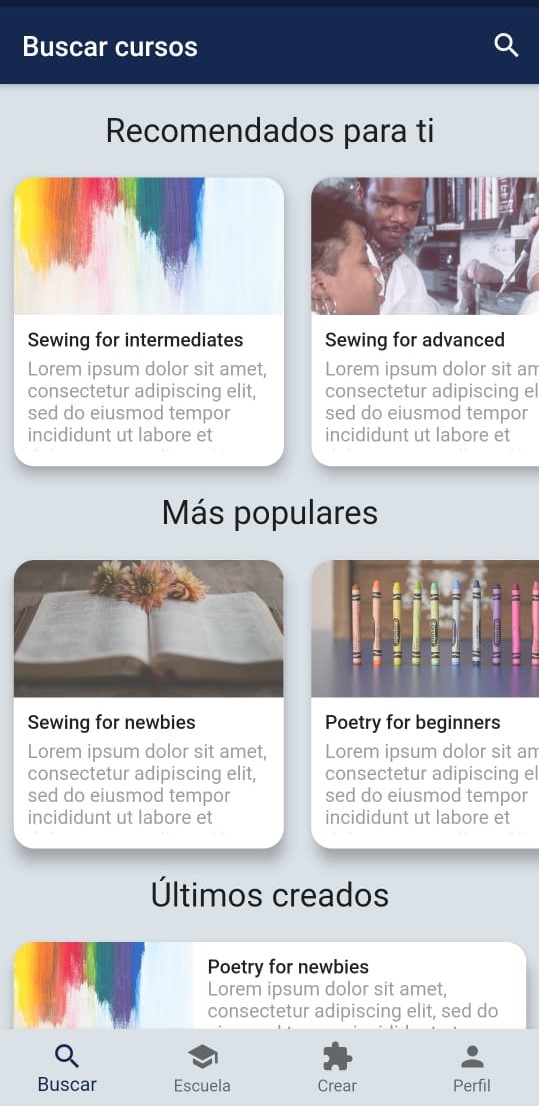 Buscar cursos
Recomendados para ti
Sewing for intermediates
Lorem ipsum dolor sit amet,
consectetur adipiscing elit,
sed do eiusmod tempor
incididunt ut labore et
Sewing for advanced
Lorem ipsum dolor sit am
consectetur adipiscing el
sed do eiusmod tempor
incididunt ut labore et
Más populares
Sewing for newbies
Lorem ipsum dolor sit amet,
consectetur adipiscing elit,
sed do eiusmod tempor
incididunt ut labore et
Poetry for beginners
Lorem ipsum dolor sit am
consectetur adipiscing el
sed do eiusmod tempor
incididunt ut labore et
Últimos creados
Poetry for newbies
Lorem ipsum dolor sit amet,
consectetur adipiscing elit, sed do
Buscar
Escuela
Crear
Perfil